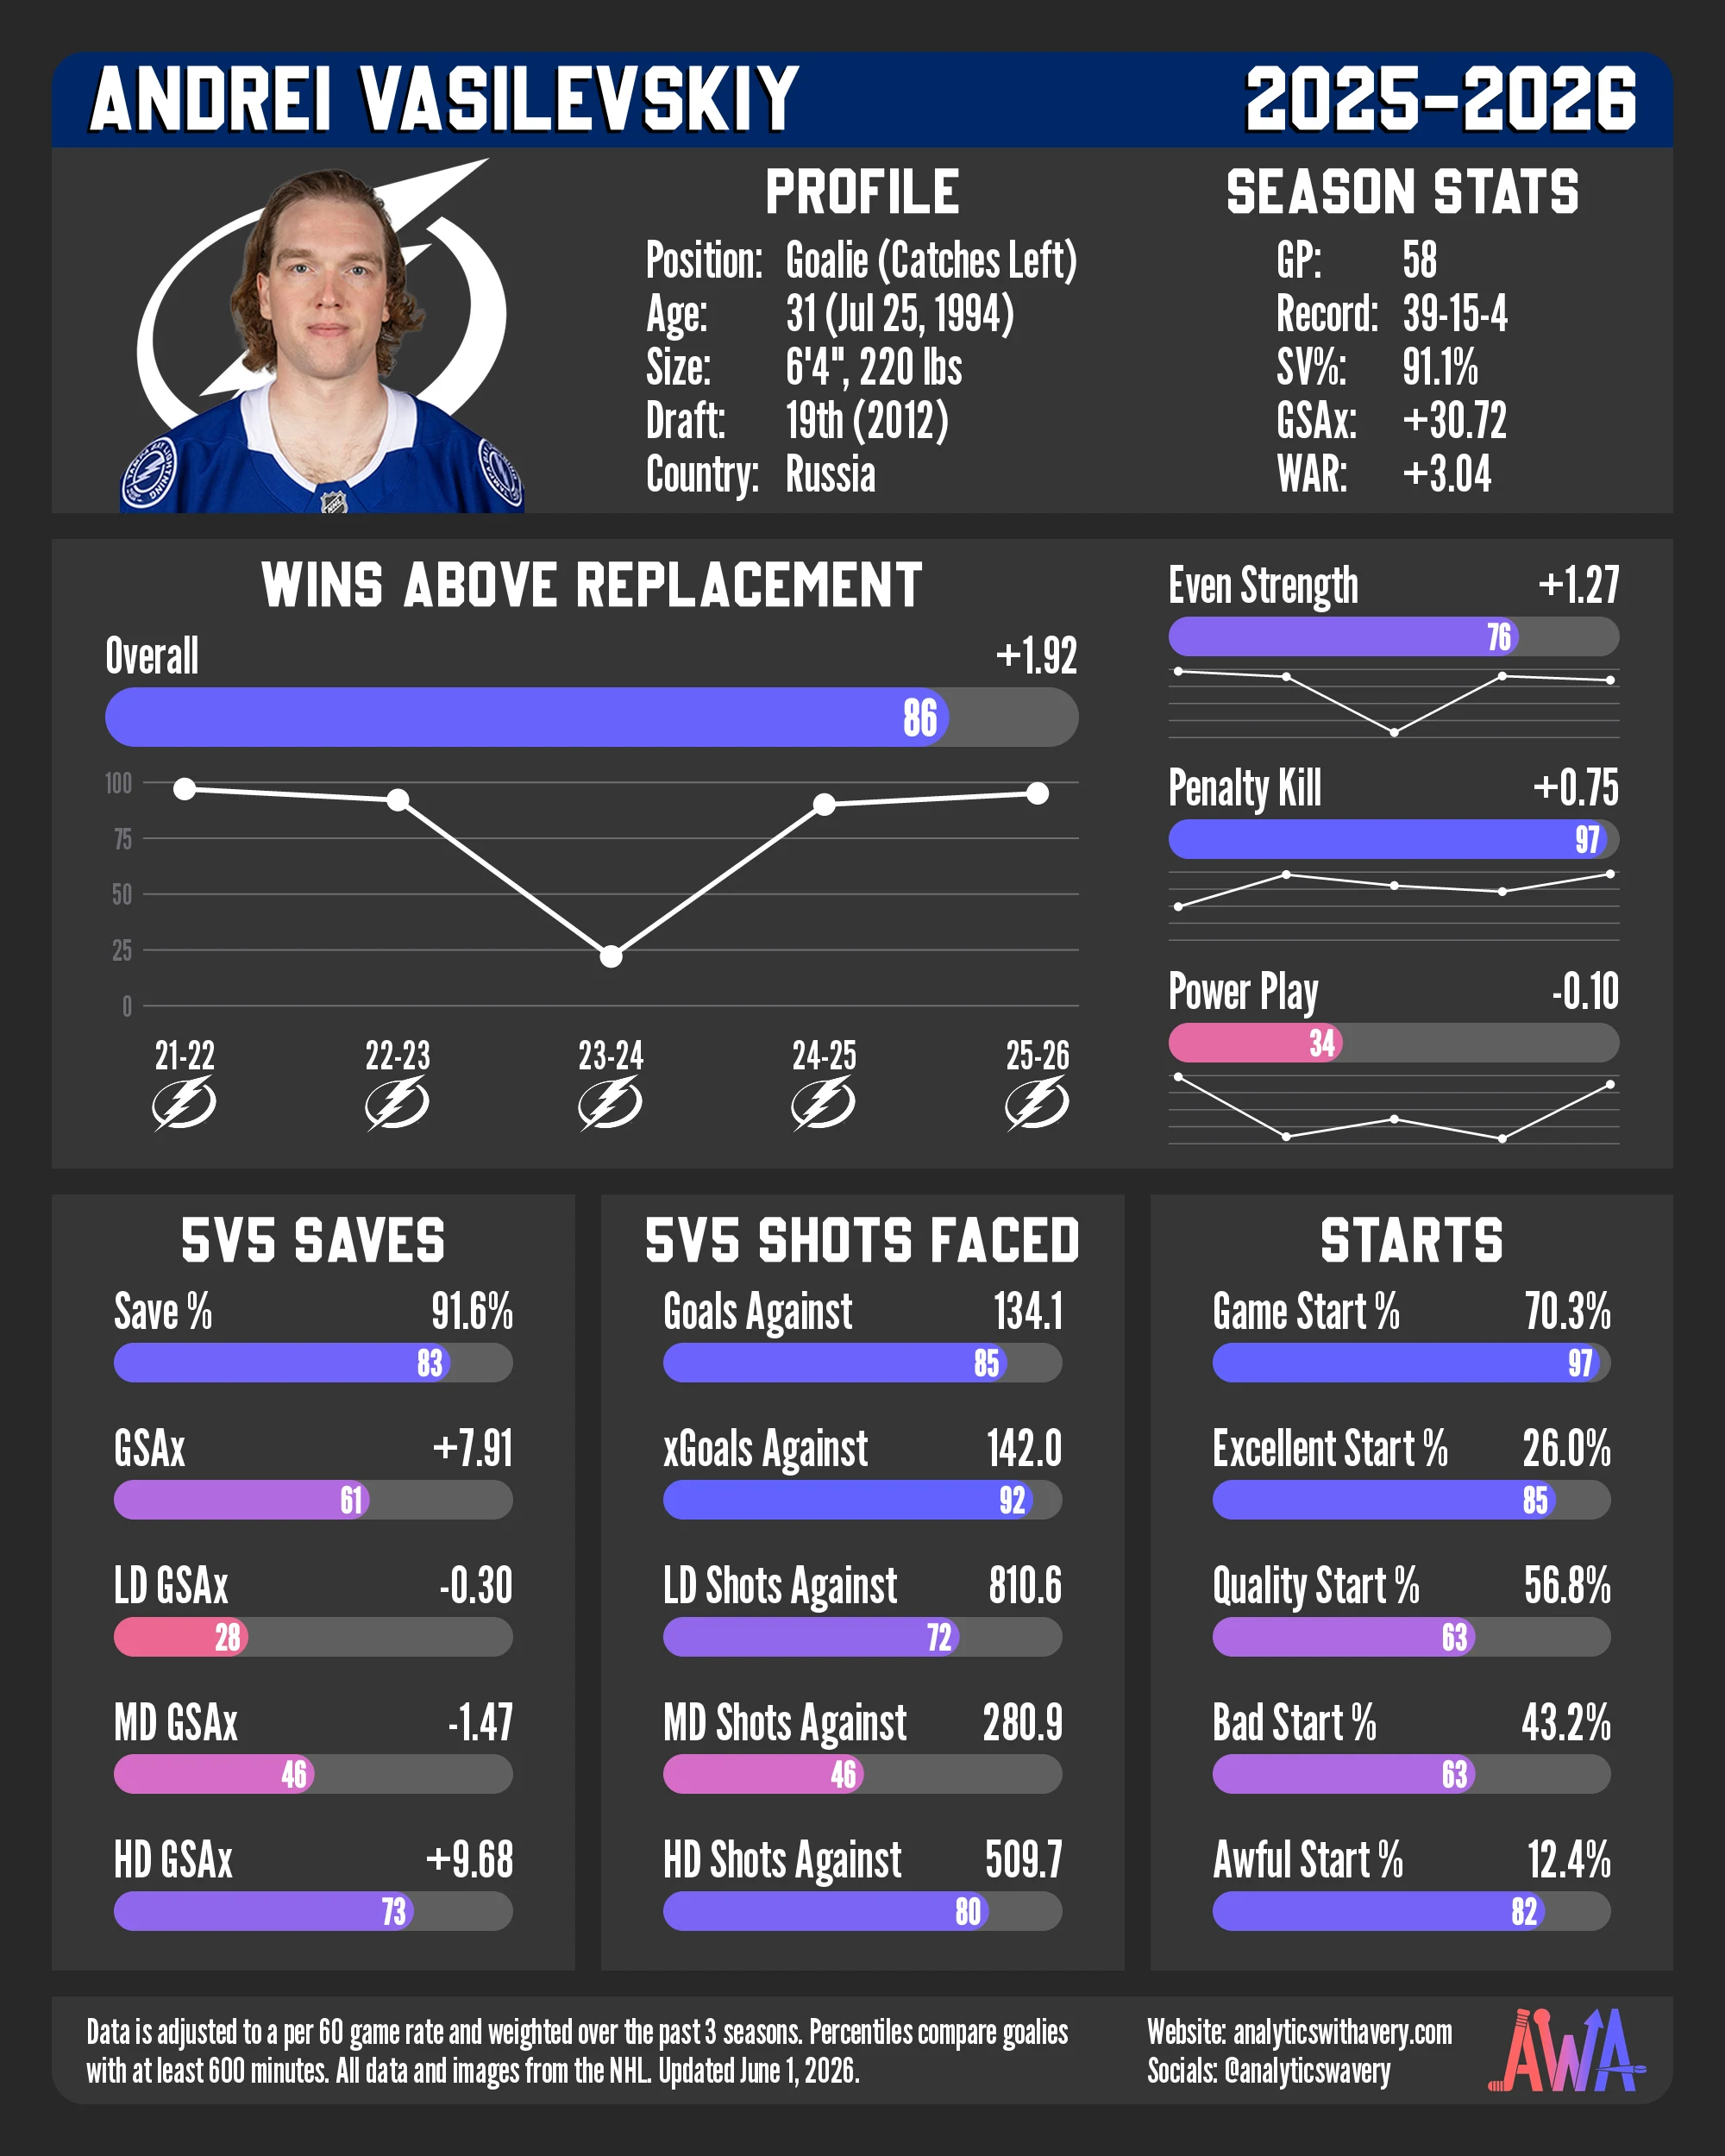 ANDREI VASILEVSKIY 2025-2026
PROFILE
Position: Goalie (Catches Left)
Age: 31 (Jul 25, 1994)
Size: 6'4", 220 lbs
Draft: 19th (2012)
Country: Russia
SEASON STATS
GP: 58
Record: 39-15-4
SV%: 91.1%
GSAx: +30.72
WAR: +3.04
TAMPA BAY LIGHTNING
WINS ABOVE REPLACEMENT
Overall +1.92
86
100
75
50
25
0
21-22 22-23 23-24 24-25 25-26
Even Strength +1.27
76
Penalty Kill +0.75
97
Power Play -0.10
34
5V5 SAVES
Save % 91.6%
83
GSAx +7.91
61
LD GSAx -0.30
28
MD GSAx -1.47
46
HD GSAx +9.68
73
5V5 SHOTS FACED
Goals Against 134.1
85
xGoals Against 142.0
92
LD Shots Against 810.6
72
MD Shots Against 280.9
46
HD Shots Against 509.7
80
STARTS
Game Start % 70.3%
97
Excellent Start % 26.0%
85
Quality Start % 56.8%
63
Bad Start % 43.2%
63
Awful Start % 12.4%
82
Data is adjusted to a per 60 game rate and weighted over the past 3 seasons. Percentiles compare goalies
with at least 600 minutes. All data and images from the NHL. Updated June 1, 2026.
Website: analyticswithavery.com
Socials: @analyticswavery
AWA